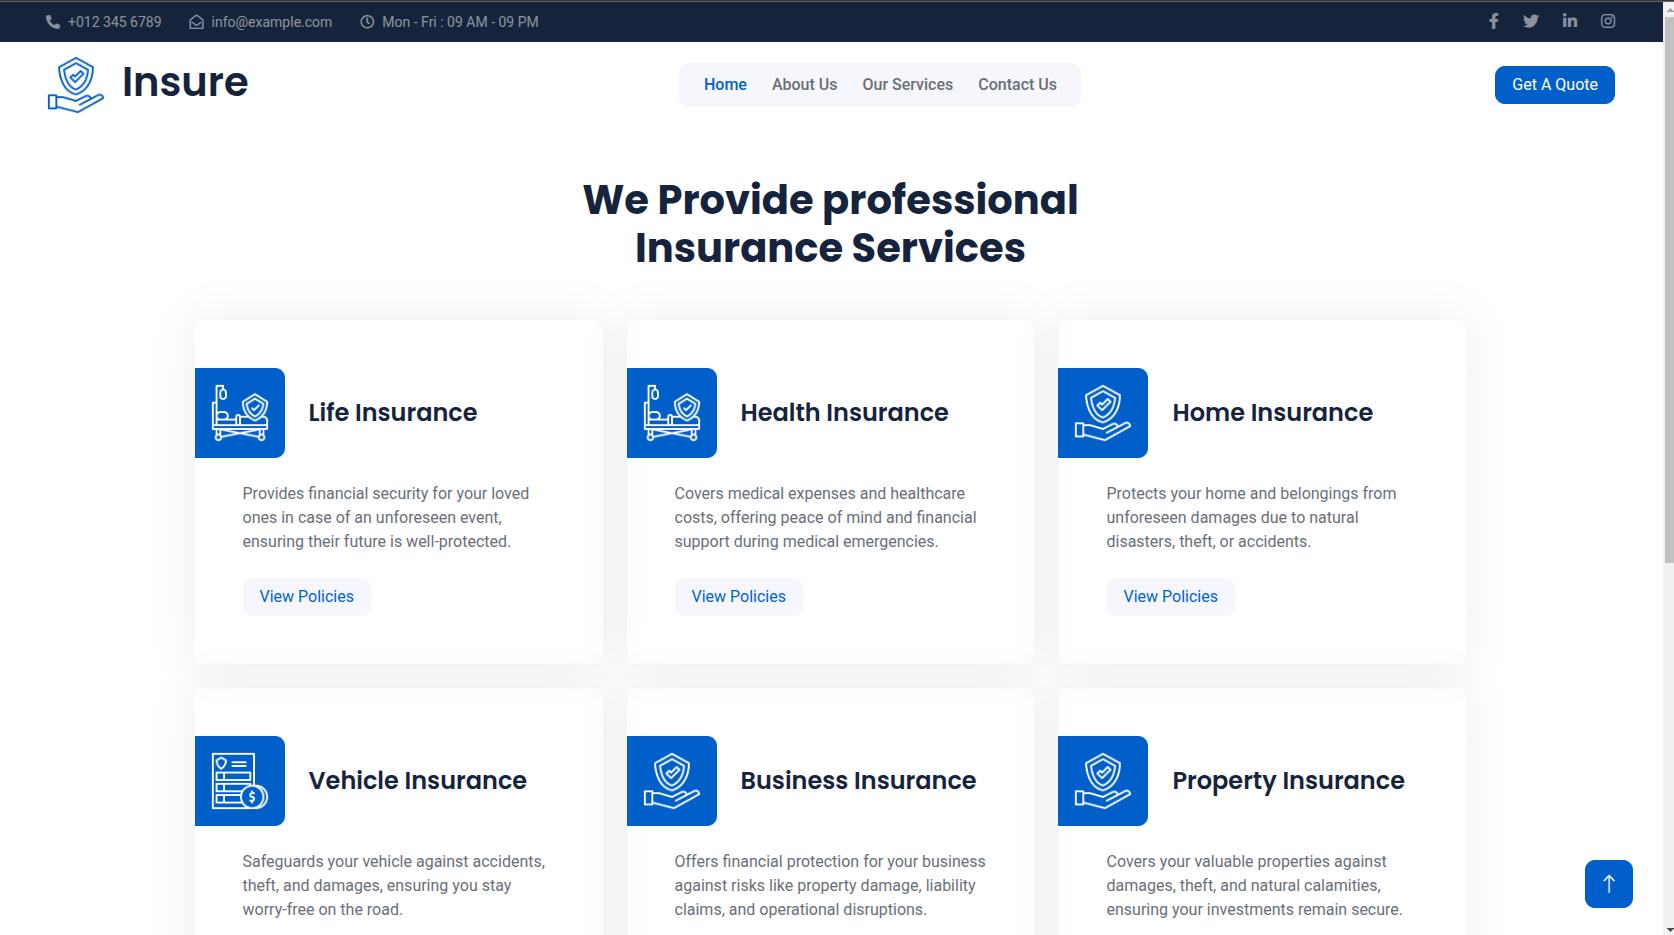 +012 345 6789 info@example.com Mon - Fri : 09 AM - 09 PM
Insure
Home About Us Our Services Contact Us
Get A Quote
We Provide professional
Insurance Services
Life Insurance
Provides financial security for your loved
ones in case of an unforeseen event,
ensuring their future is well-protected.
View Policies
Health Insurance
Covers medical expenses and healthcare
costs, offering peace of mind and financial
support during medical emergencies.
View Policies
Home Insurance
Protects your home and belongings from
unforeseen damages due to natural
disasters, theft, or accidents.
View Policies
Vehicle Insurance
Safeguards your vehicle against accidents,
theft, and damages, ensuring you stay
worry-free on the road.
Business Insurance
Offers financial protection for your business
against risks like property damage, liability
claims, and operational disruptions.
Property Insurance
Covers your valuable properties against
damages, theft, and natural calamities,
ensuring your investments remain secure.